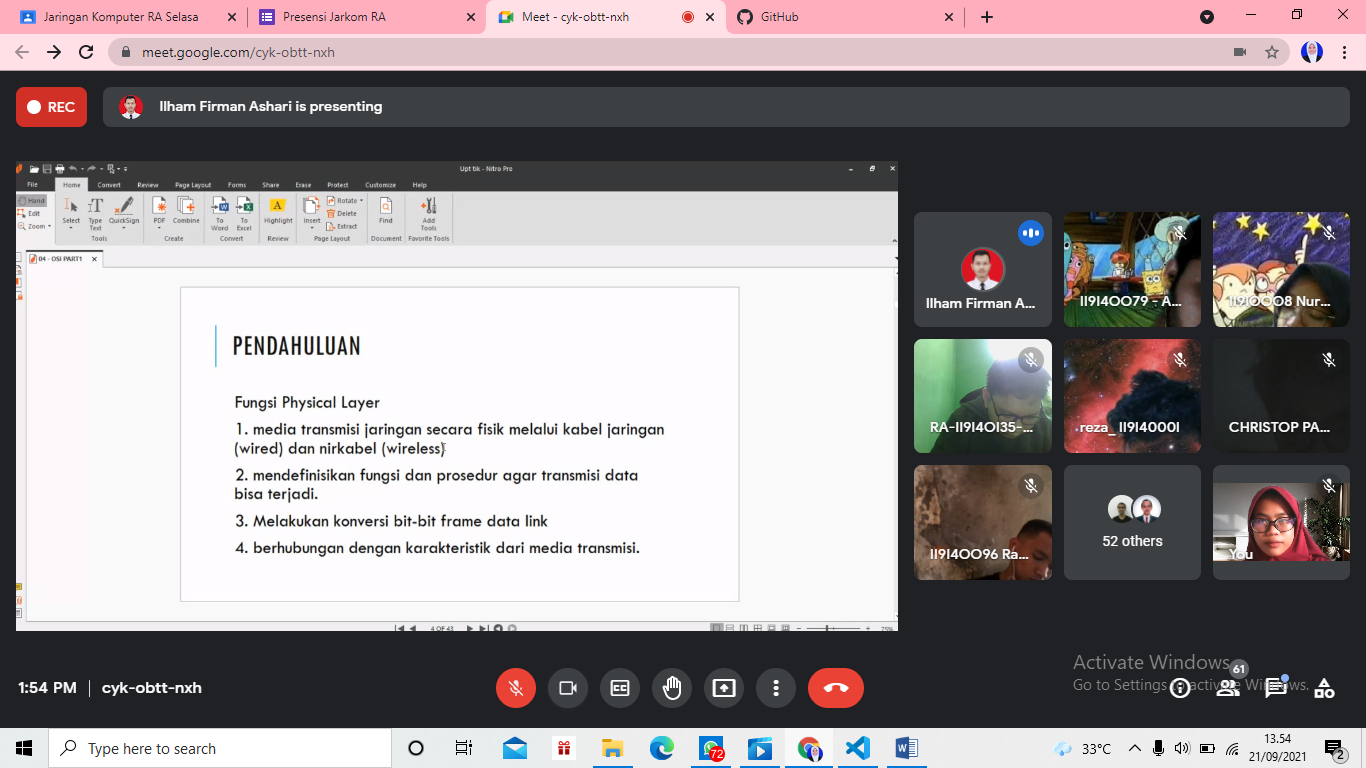 Jaringan Komputer RA Selasa
Presensi Jarkom RA
Meet - cyk-obtt-nxh
GitHub
meet.google.com/cyk-obtt-nxh
REC
Ilham Firman Ashari is presenting
Upt tik - Nitro Pro
File Home Convert Review Page Layout Forms Share Erase Protect Customize Help
Hand
Edit
Zoom
Select
Type Text
QuickSign
Tools
PDF
Combine
Create
To Word
To Excel
Convert
Highlight
Review
Insert
Rotate
Delete
Extract
Page Layout
Find
Document
Add Tools
Favorite Tools
04 - OSI PART1
PENDAHULUAN
Fungsi Physical Layer
1. media transmisi jaringan secara fisik melalui kabel jaringan
(wired) dan nirkabel (wireless)
2. mendefinisikan fungsi dan prosedur agar transmisi data
bisa terjadi.
3. Melakukan konversi bit-bit frame data link
4. berhubungan dengan karakteristik dari media transmisi.
4 OF 43
75%
Ilham Firman A...
119140079 - A...
11910008 Nur...
RA-119140135-...
reza_ 119140001
CHRISTOP PA...
119140096 Ra...
52 others
You
1:54 PM | cyk-obtt-nxh
Activate Windows
Go to Settings to activate Windows.
61
Type here to search
72
33°C
13.54
21/09/2021
2